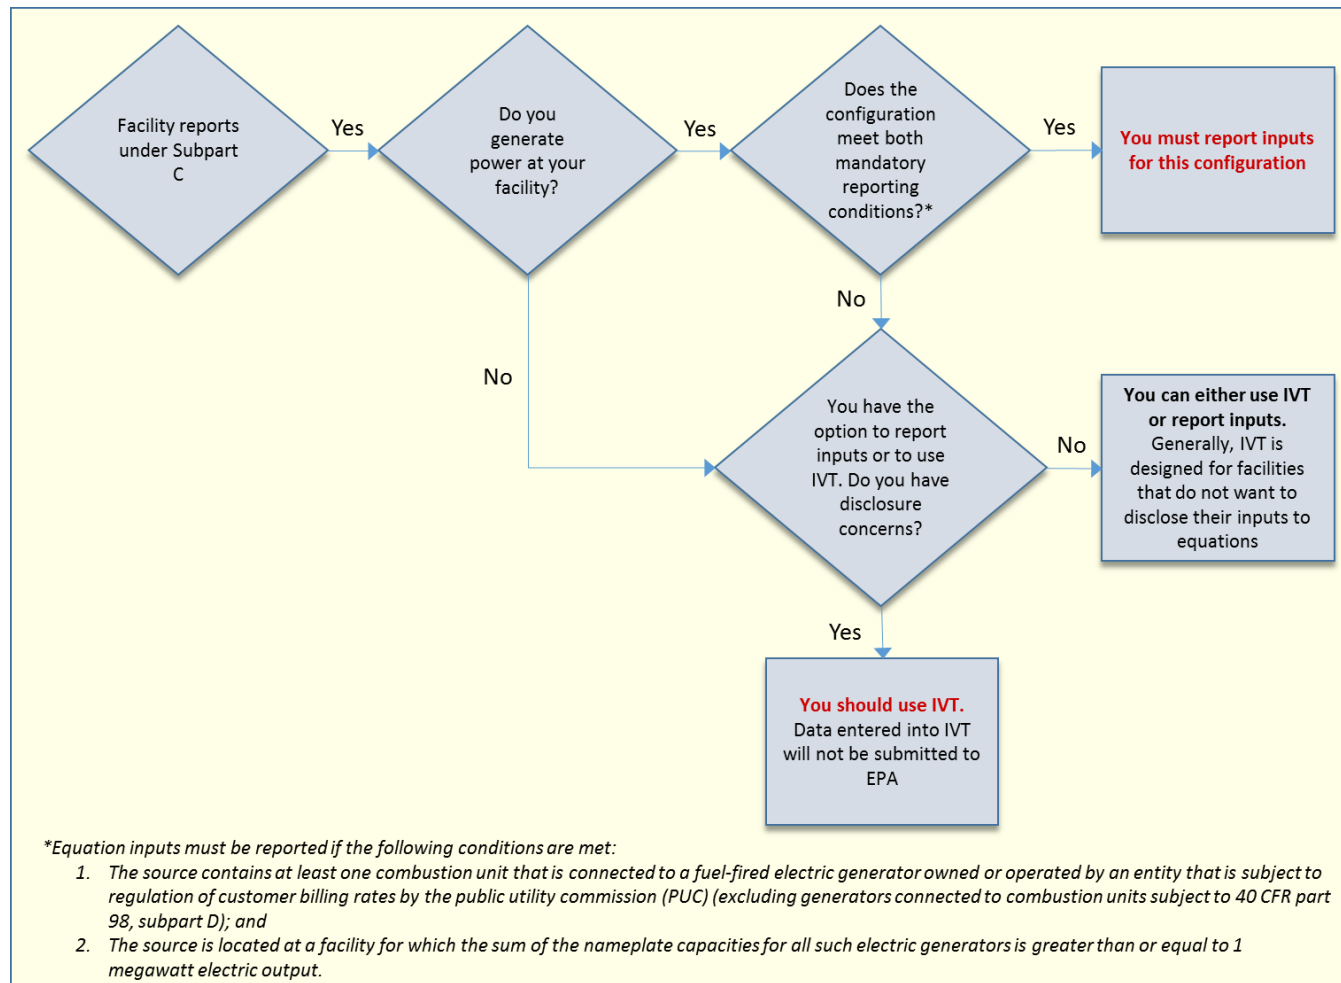 Facility reports
under Subpart
C
Yes
Do you
generate
power at your
facility?
Yes
Does the
configuration
meet both
mandatory
reporting
conditions?*
Yes
You must report inputs
for this configuration
No
No
You have the
option to report
inputs or to use
IVT. Do you have
disclosure
concerns?
No
You can either use IVT
or report inputs.
Generally, IVT is
designed for facilities
that do not want to
disclose their inputs to
equations
Yes
You should use IVT.
Data entered into IVT
will not be submitted to
EPA
*Equation inputs must be reported if the following conditions are met:
1. The source contains at least one combustion unit that is connected to a fuel-fired electric generator owned or operated by an entity that is subject to
regulation of customer billing rates by the public utility commission (PUC) (excluding generators connected to combustion units subject to 40 CFR part
98, subpart D); and
2. The source is located at a facility for which the sum of the nameplate capacities for all such electric generators is greater than or equal to 1
megawatt electric output.